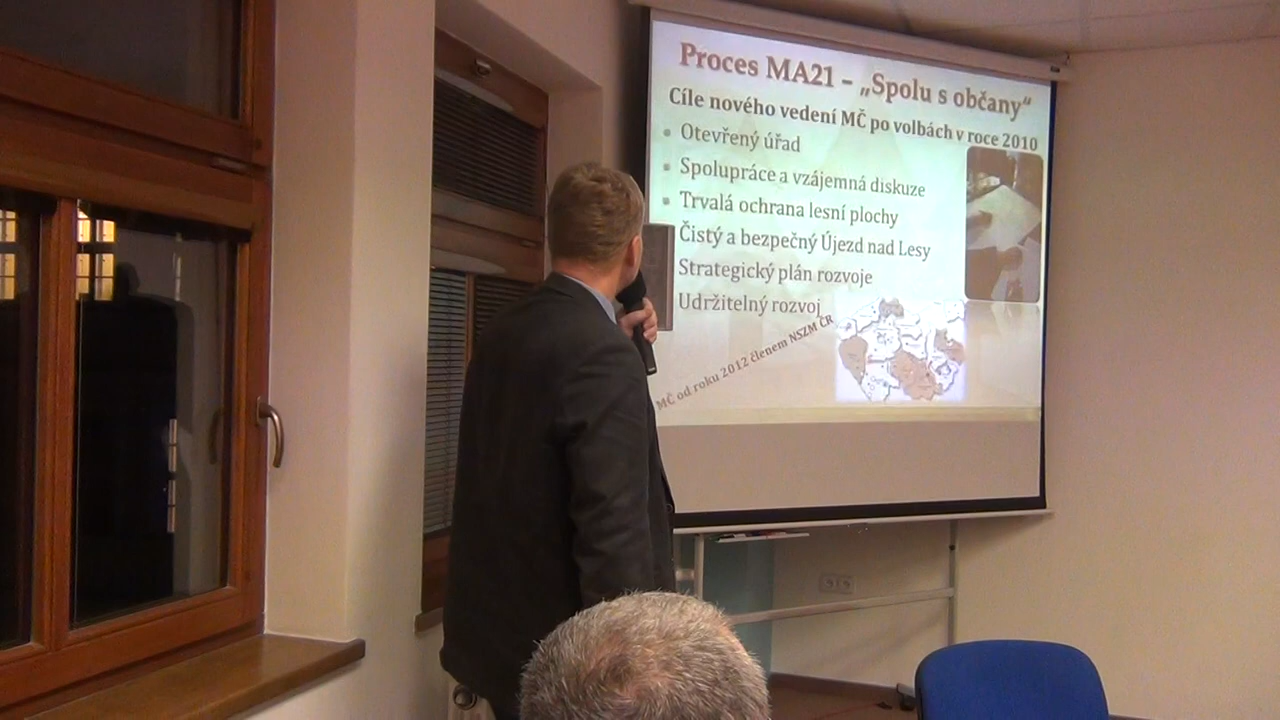 Proces MA21 – „Spolu s občany“
Cíle nového vedení MČ po volbách v roce 2010
Otevřený úřad
Spolupráce a vzájemná diskuze
Trvalá ochrana lesní plochy
Čistý a bezpečný Újezd nad Lesy
Strategický plán rozvoje
Udržitelný rozvoj
MČ od roku 2012 členem NSZM ČR